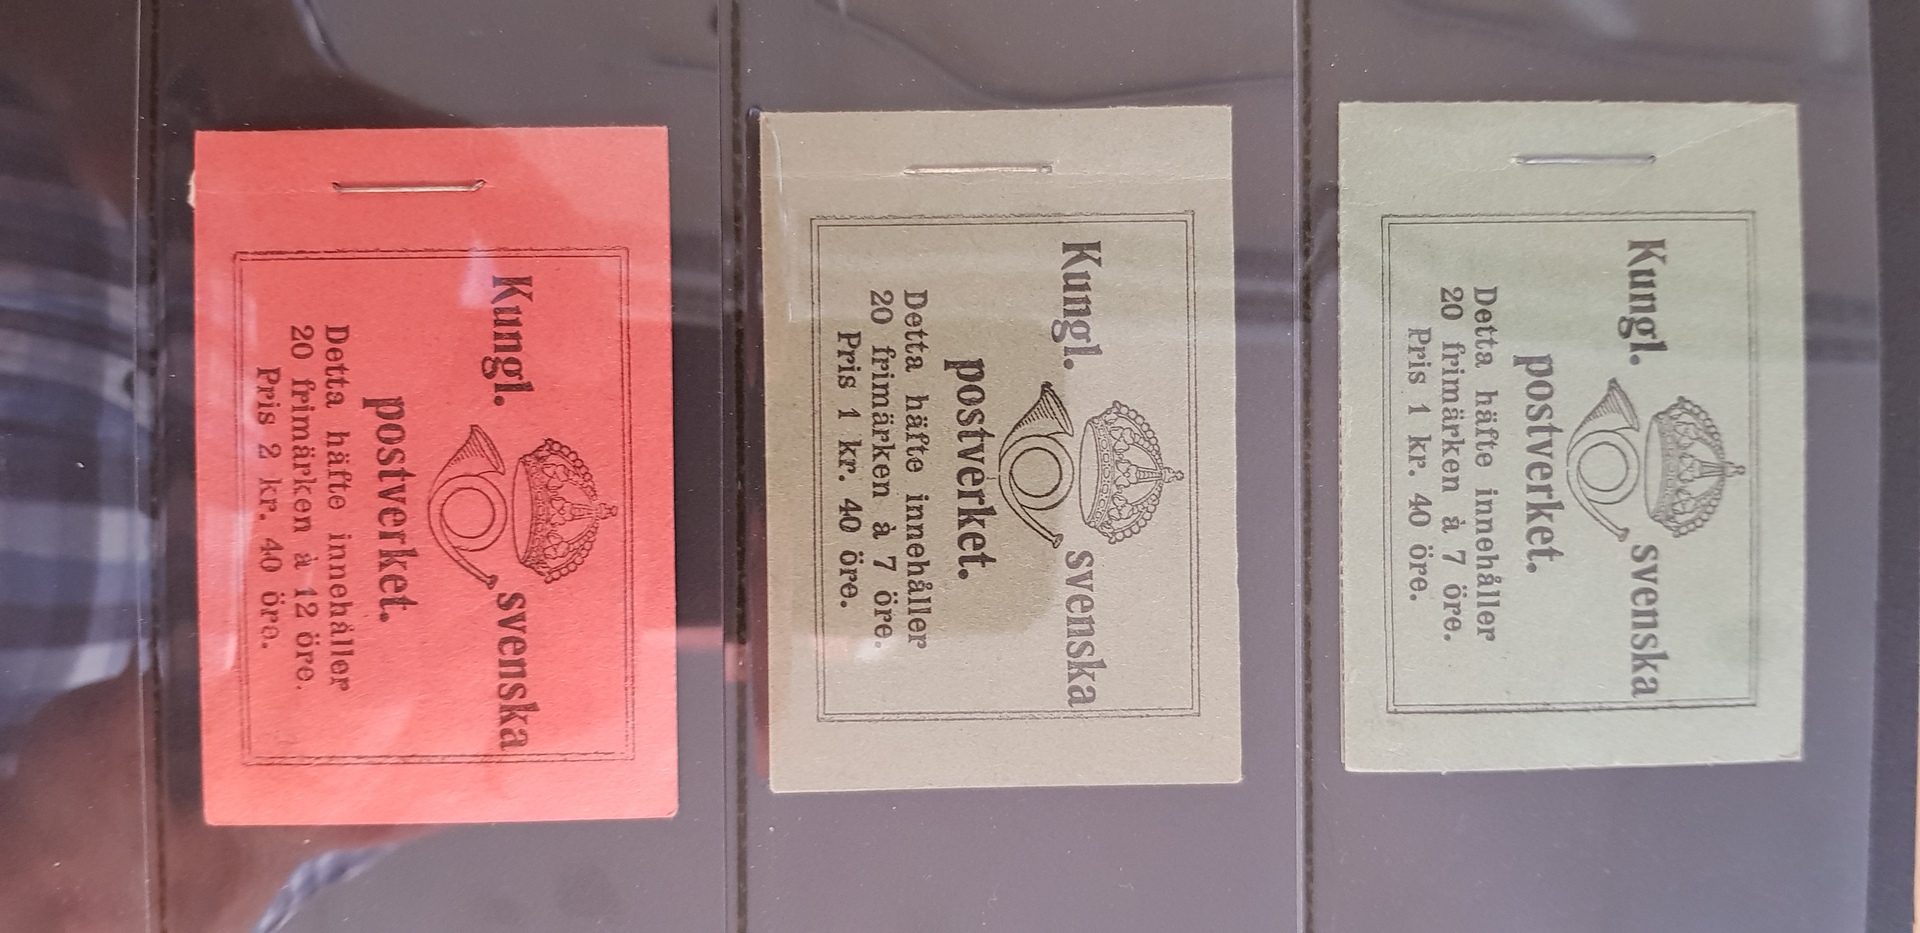 Kungl. svenska
postverket.
Detta häfte innehåller
20 frimärken à 12 öre.
Pris 2 kr. 40 öre.
Kungl. svenska
postverket.
Detta häfte innehåller
20 frimärken à 7 öre.
Pris 1 kr. 40 öre.
Kungl. svenska
postverket.
Detta häfte innehåller
20 frimärken à 7 öre.
Pris 1 kr. 40 öre.